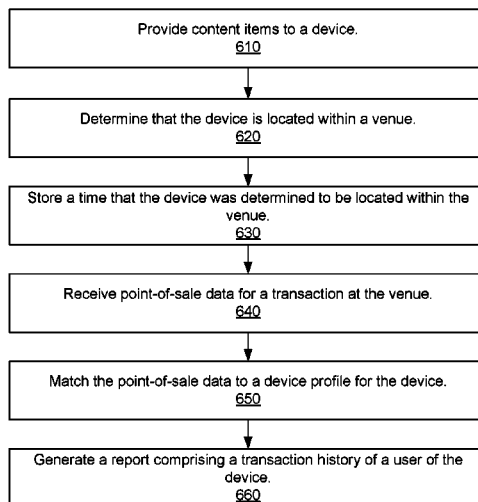 Provide content items to a device.
610
Determine that the device is located within a venue.
620
Store a time that the device was determined to be located within the
venue.
630
Receive point-of-sale data for a transaction at the venue.
640
Match the point-of-sale data to a device profile for the device.
650
Generate a report comprising a transaction history of a user of the
device.
660